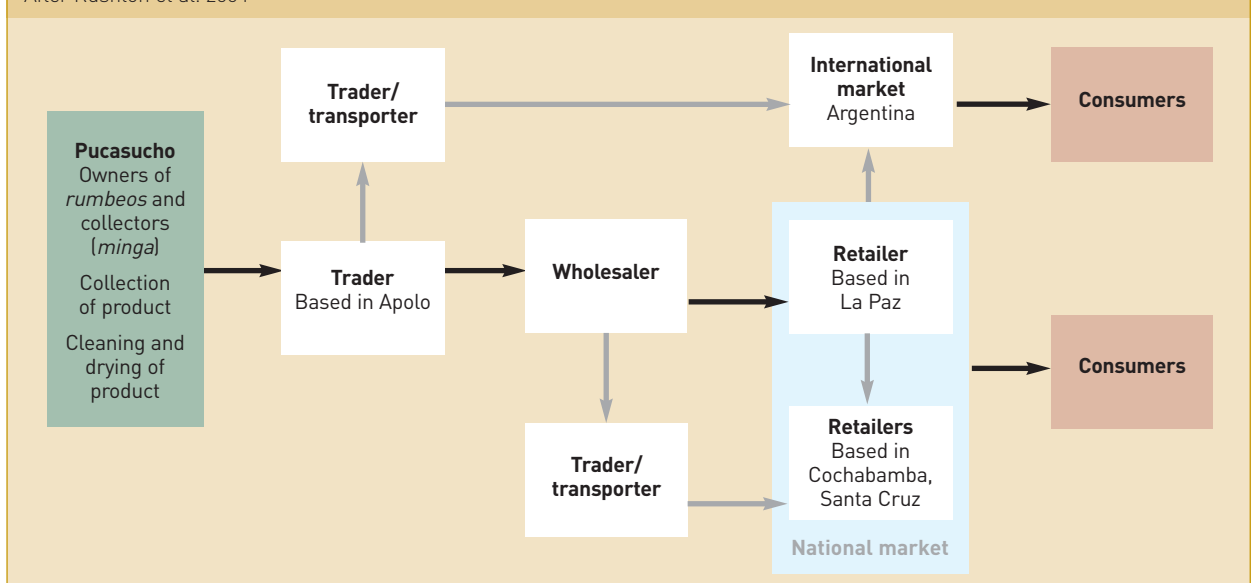 Trader/
transporter
International
market
Argentina
Consumers
Pucasucho
Owners of
rumbeos and
collectors
(minga)
Collection
of product
Cleaning and
drying of
product
Trader
Based in Apolo
Wholesaler
Retailer
Based in
La Paz
Consumers
Trader/
transporter
Retailers
Based in
Cochabamba,
Santa Cruz
National market